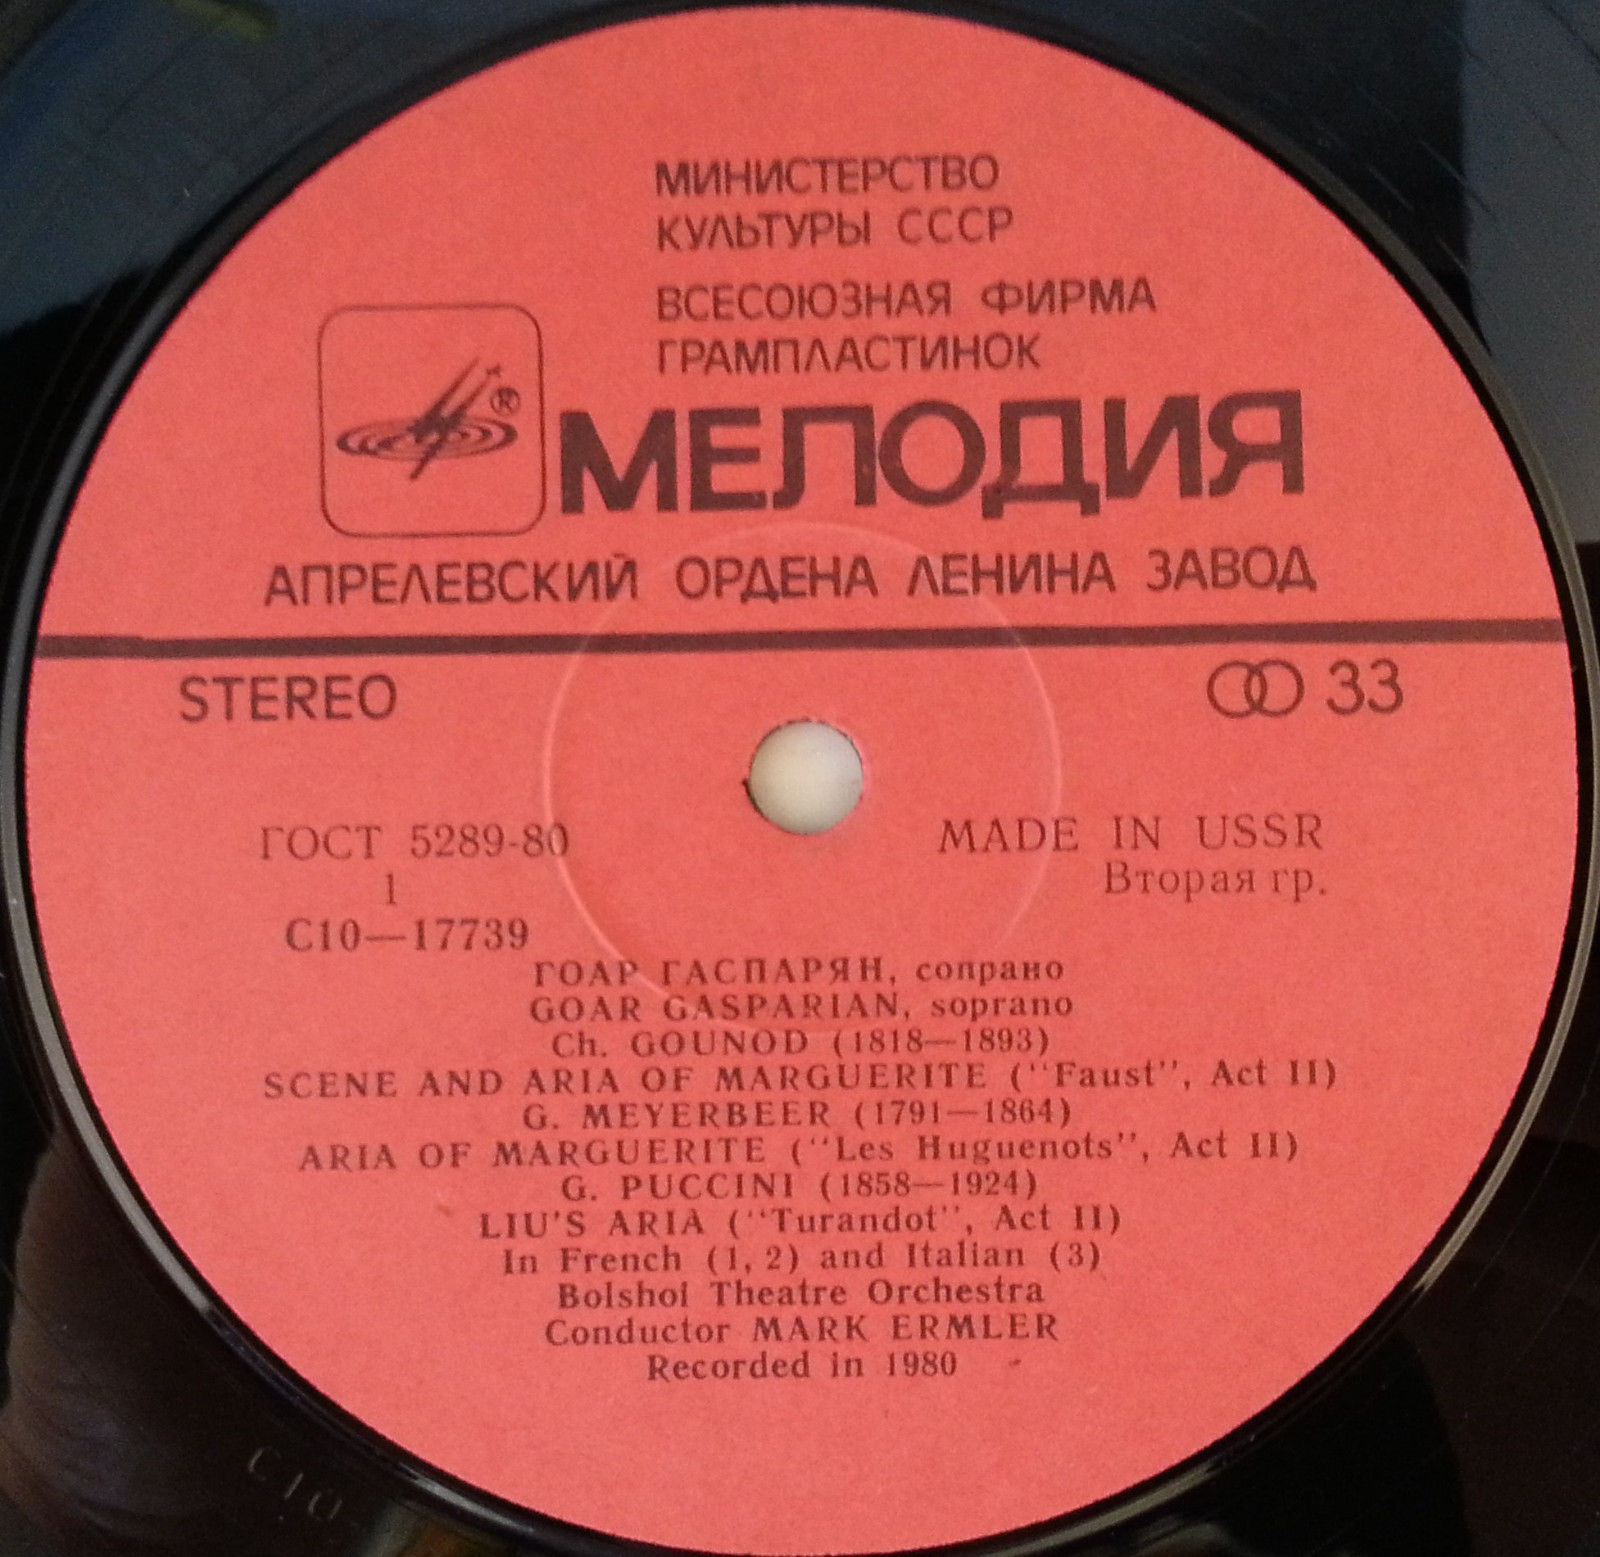 МИНИСТЕРСТВО
КУЛЬТУРЫ СССР
ВСЕСОЮЗНАЯ ФИРМА
ГРАМПЛАСТИНОК
®
МЕЛОДИЯ
АПРЕЛЕВСКИЙ ОРДЕНА ЛЕНИНА ЗАВОД
STEREO
33
ГОСТ 5289-80
MADE IN USSR
1
Вторая гр.
С10—17739
ГОАР ГАСПАРЯН, сопрано
GOAR GASPARIAN, soprano
Ch. GOUNOD (1818—1893)
SCENE AND ARIA OF MARGUERITE ("Faust", Act II)
G. MEYERBEER (1791—1864)
ARIA OF MARGUERITE ("Les Huguenots", Act II)
G. PUCCINI (1858—1924)
LIU'S ARIA ("Turandot", Act II)
In French (1, 2) and Italian (3)
Bolshoi Theatre Orchestra
Conductor MARK ERMLER
Recorded in 1980
С10-